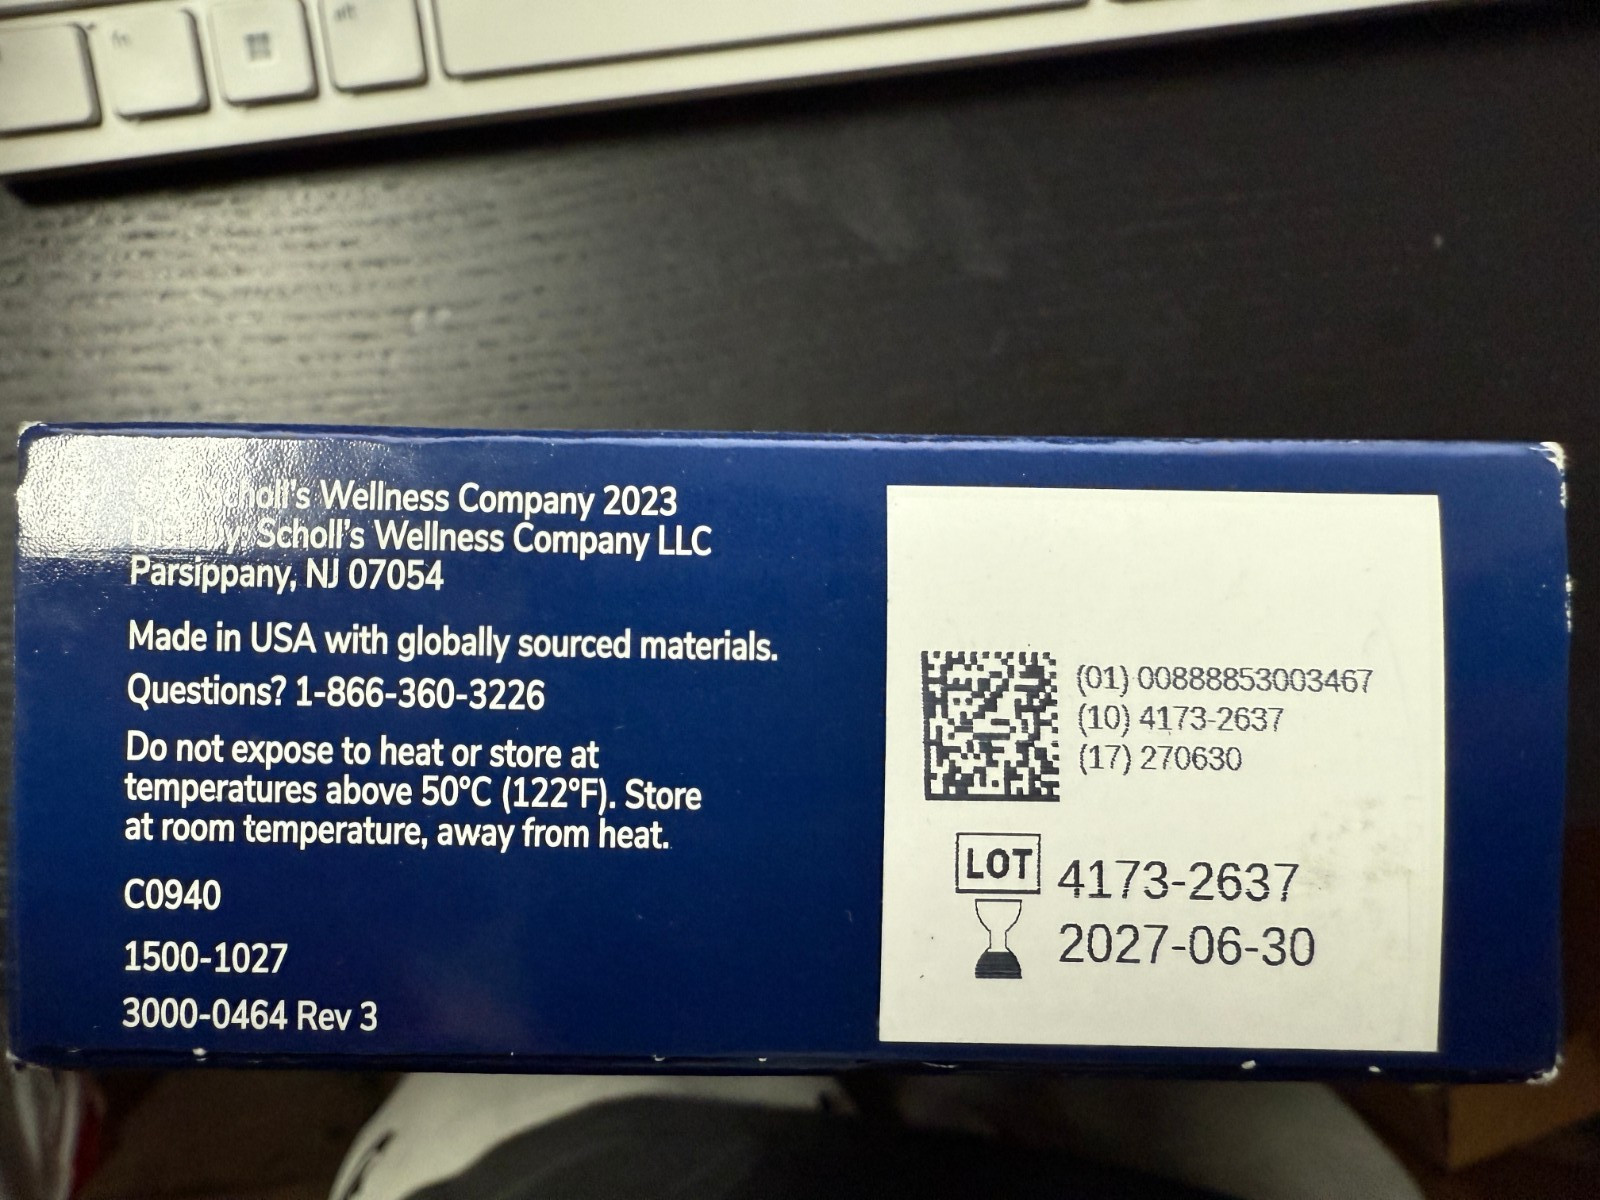 fn
alt
Scholl's Wellness Company 2023
Scholl's Wellness Company LLC
Parsippany, NJ 07054
Made in USA with globally sourced materials.
Questions? 1-866-360-3226
Do not expose to heat or store at
temperatures above 50°C (122°F). Store
at room temperature, away from heat.
C0940
1500-1027
3000-0464 Rev 3
(01) 00888853003467
(10) 4173-2637
(17) 270630
LOT 4173-2637
2027-06-30